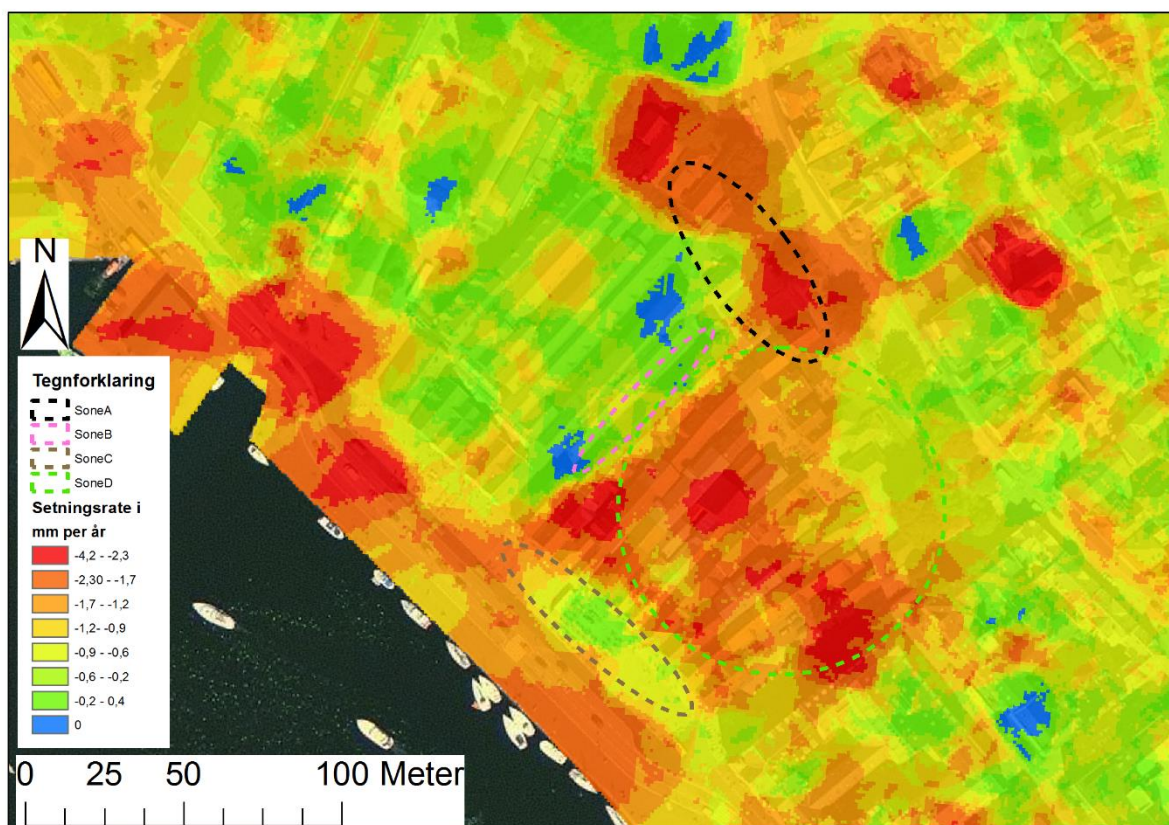 N
Tegnforklaring
SoneA
SoneB
SoneC
SoneD
Setningsrate i
mm per år
-4,2 - -2,3
-2,30 - -1,7
-1,7 - -1,2
-1,2- -0,9
-0,9 - -0,6
-0,6 - -0,2
-0,2 - 0,4
0
0 25 50 100 Meter